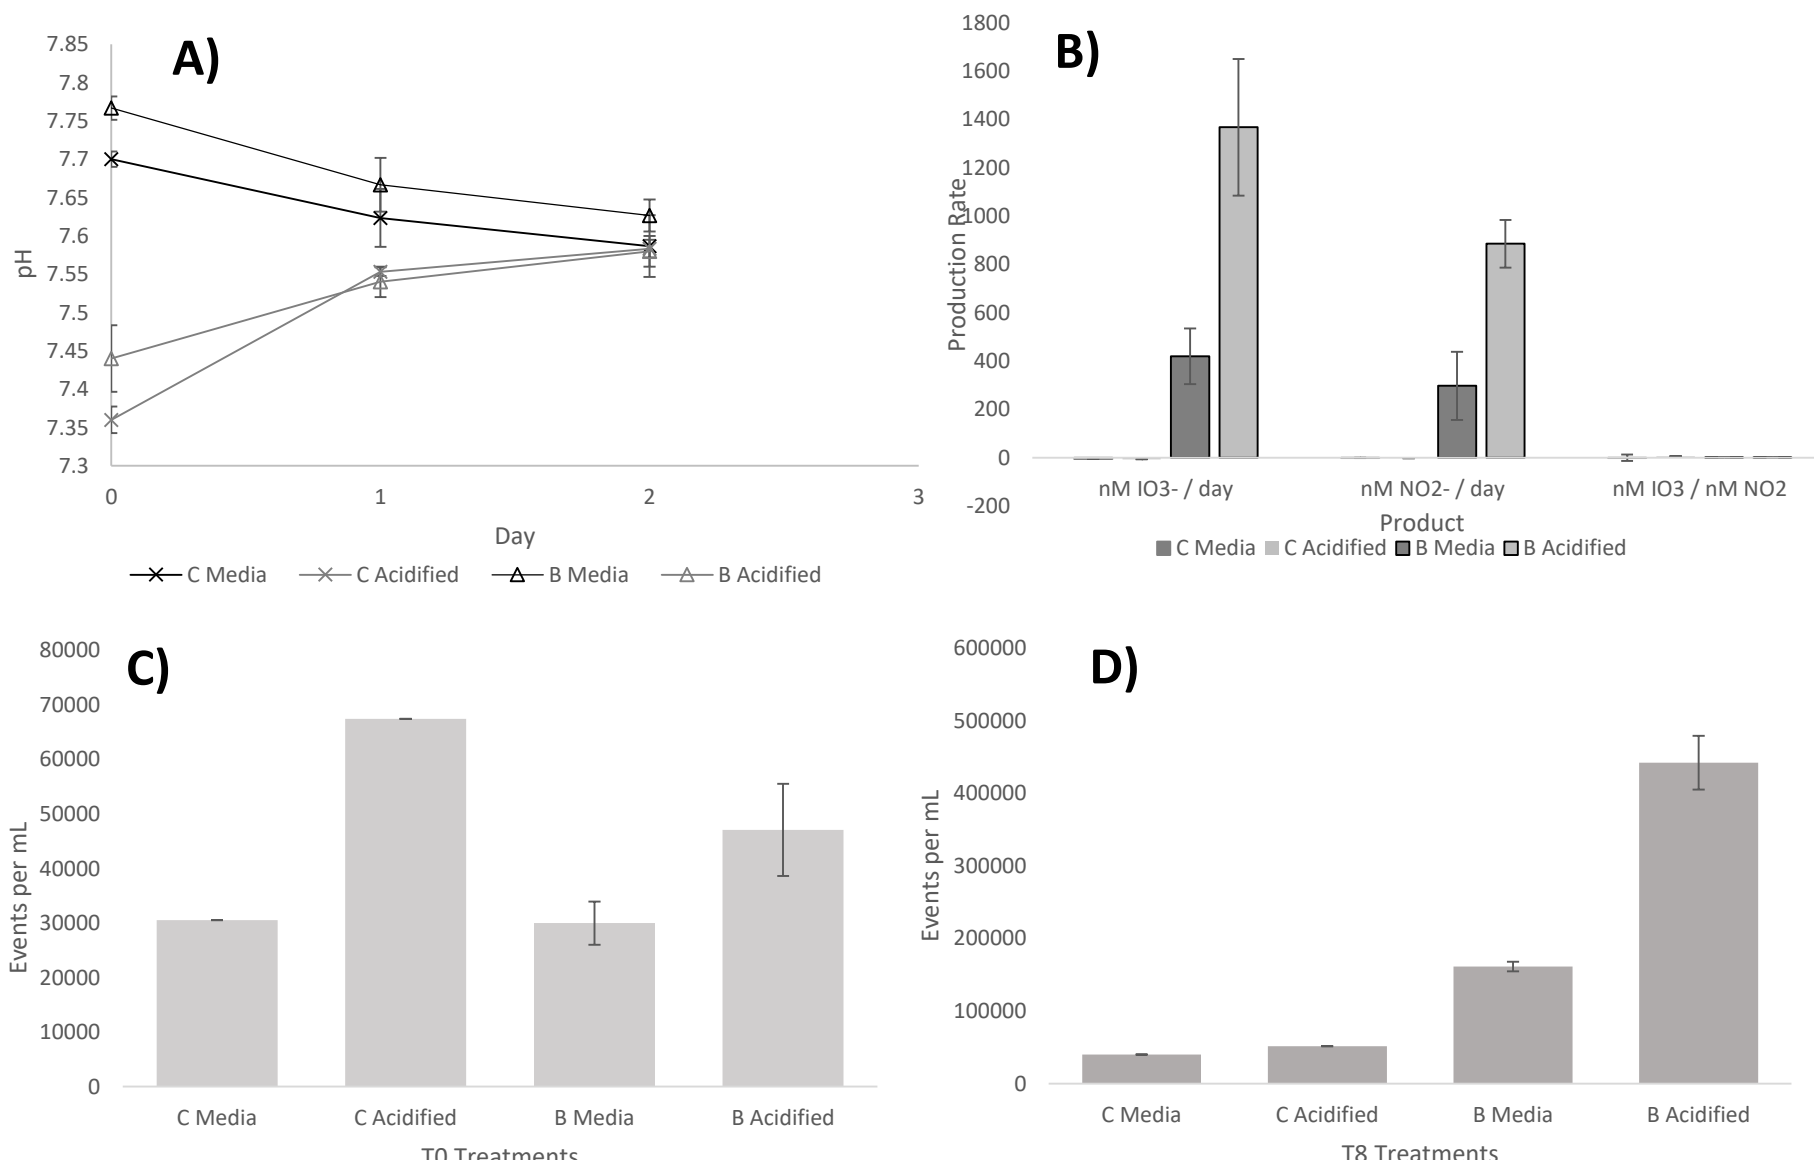 A)
7.85
7.8
7.75
7.7
7.65
7.6
7.55
7.5
7.45
7.4
7.35
7.3
pH
0 1 2 3
Day
C Media C Acidified B Media B Acidified
B)
1800
1600
1400
1200
1000
800
600
400
200
0
-200
Production Rate
nM IO3- / day nM NO2- / day nM IO3 / nM NO2
Product
C Media C Acidified B Media B Acidified
C)
80000
70000
60000
50000
40000
30000
20000
10000
0
Events per mL
C Media C Acidified B Media B Acidified
T0 Treatments
D)
600000
500000
400000
300000
200000
100000
0
Events per mL
C Media C Acidified B Media B Acidified
T8 Treatments